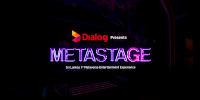 Dialog
Presents
METASTAGE
Sri Lanka's 1st Metaverse Entertainment Experience